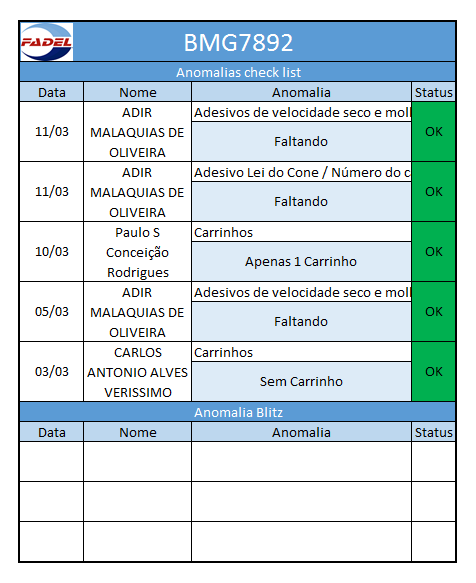 FADEL
BMG7892
Anomalias check list
Data Nome Anomalia Status
11/03 ADIR MALAQUIAS DE OLIVEIRA Adesivos de velocidade seco e moll OK
Faltando
11/03 ADIR MALAQUIAS DE OLIVEIRA Adesivo Lei do Cone / Número do c OK
Faltando
10/03 Paulo S Conceição Rodrigues Carrinhos OK
Apenas 1 Carrinho
05/03 ADIR MALAQUIAS DE OLIVEIRA Adesivos de velocidade seco e moll OK
Faltando
03/03 CARLOS ANTONIO ALVES VERISSIMO Carrinhos OK
Sem Carrinho
Anomalia Blitz
Data Nome Anomalia Status